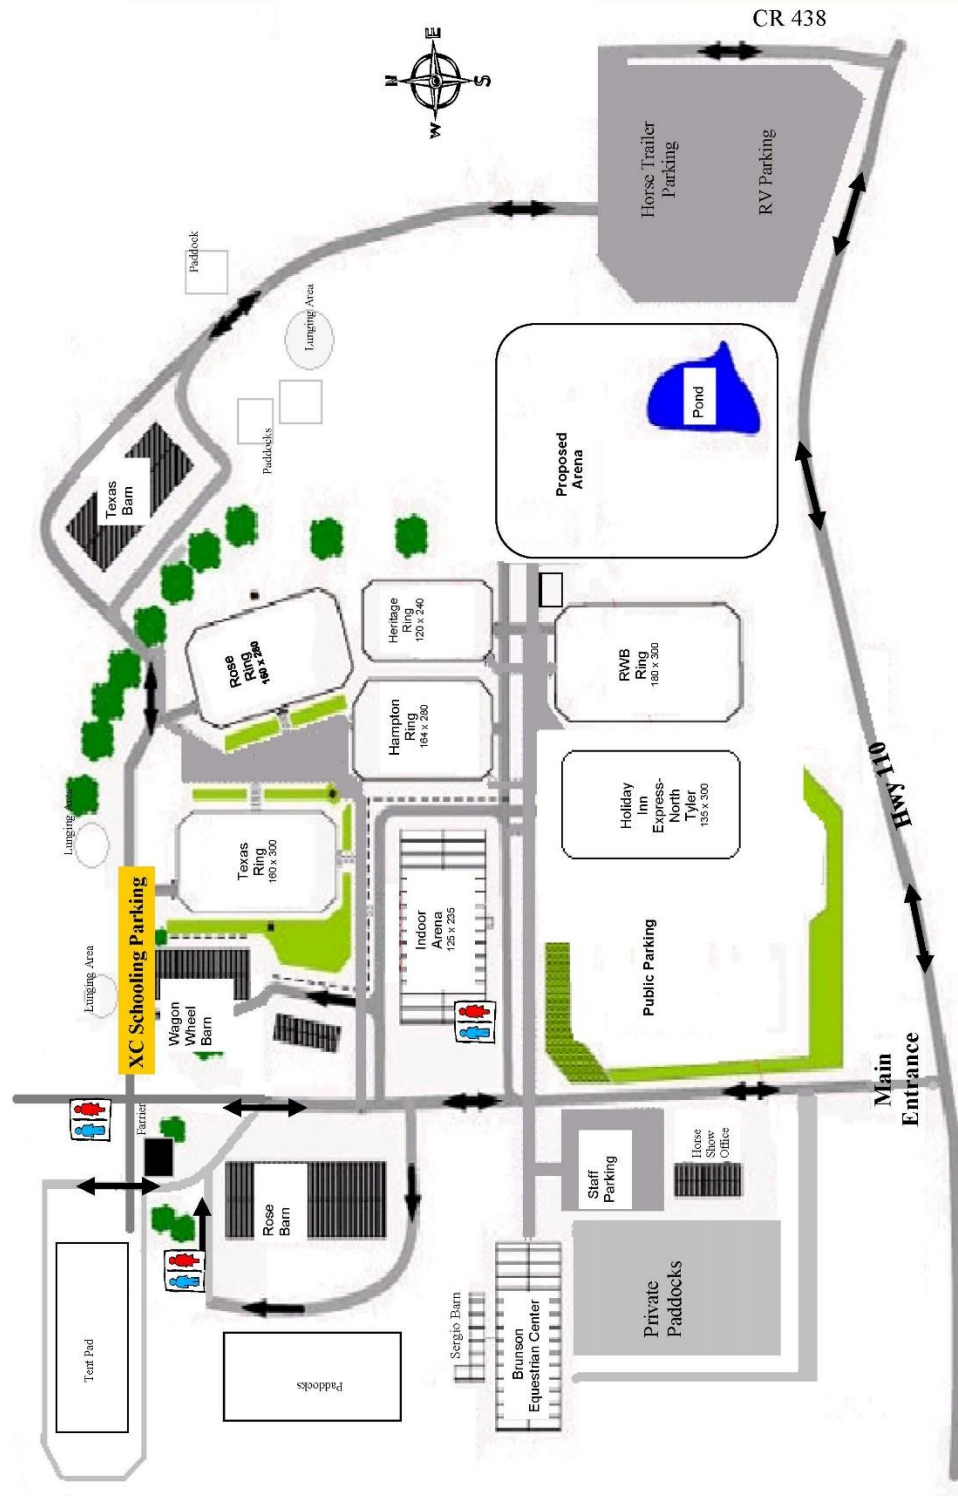 CR 438
E
N
S
W
Horse Trailer
Parking
RV Parking
Paddock
Lunging Area
Paddocks
Pond
Proposed
Arena
Texas
Barn
Rose
Ring
160 x 280
Heritage
Ring
120 x 240
Hampton
Ring
164 x 280
RWB
Ring
180 x 300
Holiday
Inn
Express-
North
Tyler
135 x 300
Hwy 110
Lunging Area
Texas
Ring
160 x 300
XC Schooling Parking
Indoor
Arena
125 x 235
Lunging Area
Wagon
Wheel
Barn
Public Parking
Main
Entrance
Farrier
Rose
Barn
Staff
Parking
Horse
Show
Office
Tent Pad
Paddocks
Sergio Barn
Brunson
Equestrian Center
Private
Paddocks